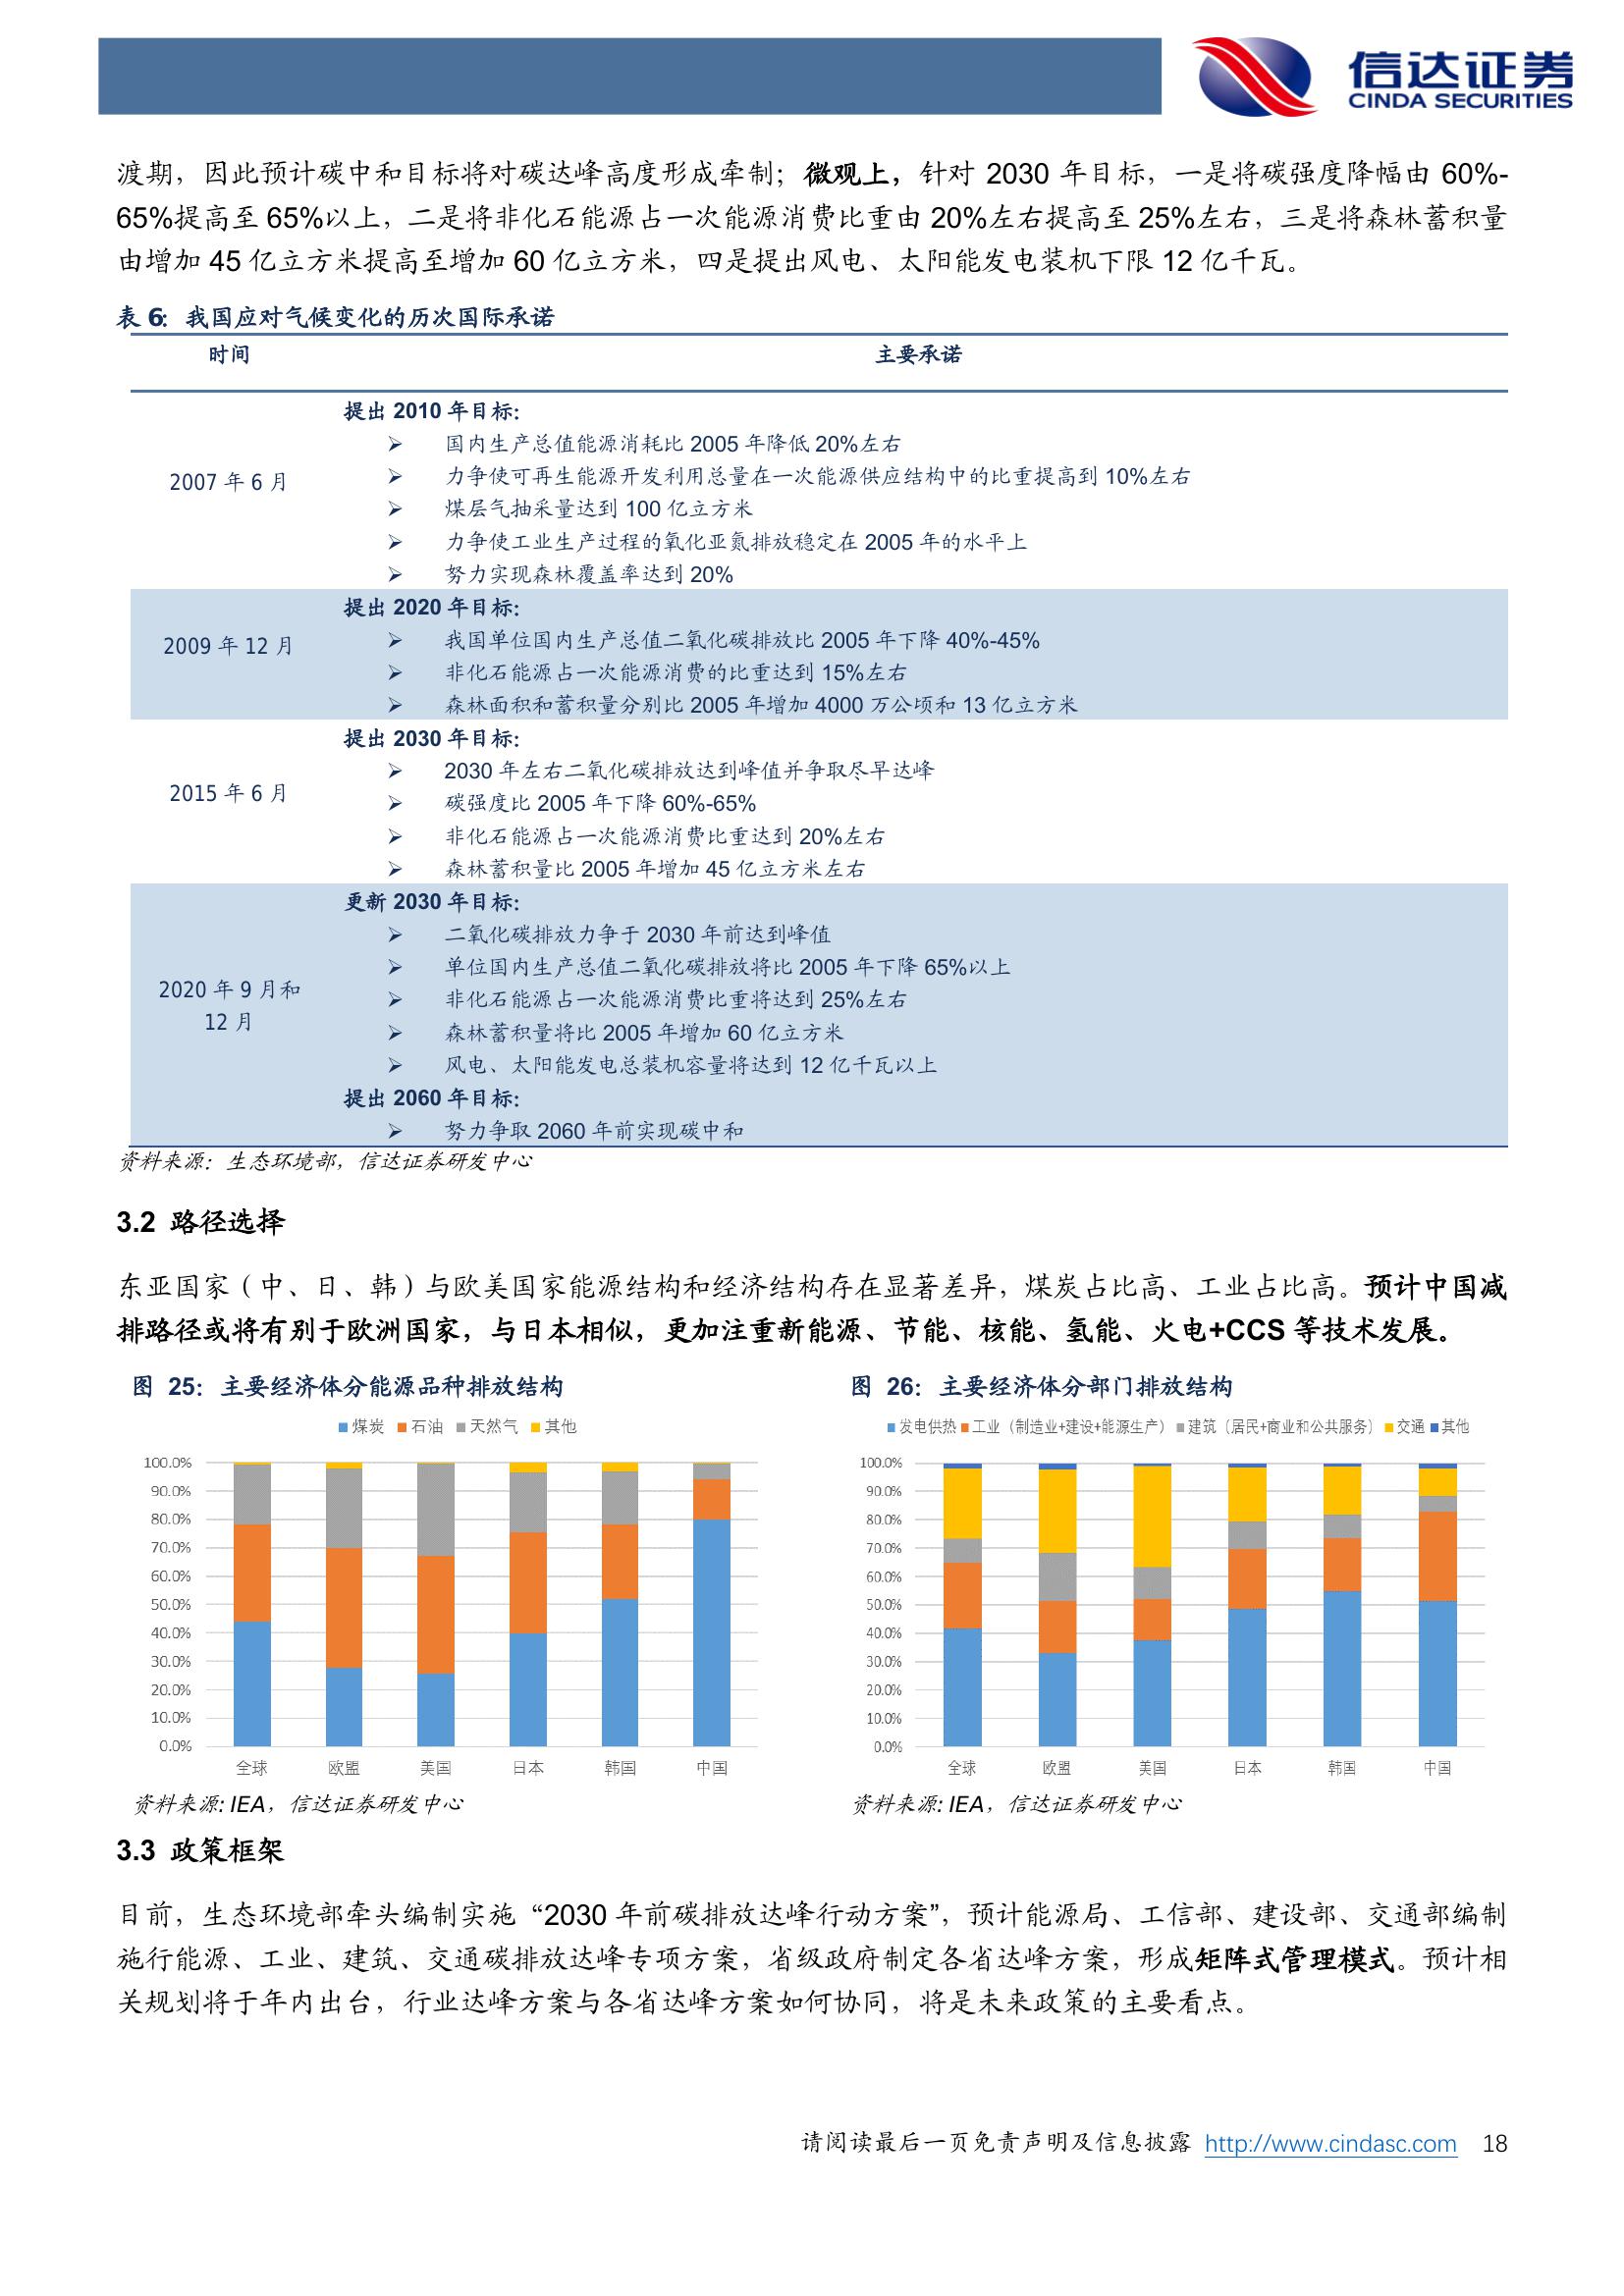 信达证券
CINDA SECURITIES
渡期，因此预计碳中和目标将对碳达峰高度形成牵制；微观上，针对 2030 年目标，一是将碳强度降幅由 60%-
65%提高至 65%以上，二是将非化石能源占一次能源消费比重由 20%左右提高至 25%左右，三是将森林蓄积量
由增加 45 亿立方米提高至增加 60 亿立方米，四是提出风电、太阳能发电装机下限 12 亿千瓦。
表 6：我国应对气候变化的历次国际承诺
时间 主要承诺
提出 2010 年目标：
➢ 国内生产总值能源消耗比 2005 年降低 20%左右
2007 年 6 月
➢ 力争使可再生能源开发利用总量在一次能源供应结构中的比重提高到 10%左右
➢ 煤层气抽采量达到 100 亿立方米
➢ 力争使工业生产过程的氧化亚氮排放稳定在 2005 年的水平上
➢ 努力实现森林覆盖率达到 20%
提出 2020 年目标：
2009 年 12 月
➢ 我国单位国内生产总值二氧化碳排放比 2005 年下降 40%-45%
➢ 非化石能源占一次能源消费的比重达到 15%左右
➢ 森林面积和蓄积量分别比 2005 年增加 4000 万公顷和 13 亿立方米
提出 2030 年目标：
➢ 2030 年左右二氧化碳排放达到峰值并争取尽早达峰
2015 年 6 月
➢ 碳强度比 2005 年下降 60%-65%
➢ 非化石能源占一次能源消费比重达到 20%左右
➢ 森林蓄积量比 2005 年增加 45 亿立方米左右
更新 2030 年目标：
➢ 二氧化碳排放力争于 2030 年前达到峰值
➢ 单位国内生产总值二氧化碳排放将比 2005 年下降 65%以上
2020 年 9 月和
12 月
➢ 非化石能源占一次能源消费比重将达到 25%左右
➢ 森林蓄积量将比 2005 年增加 60 亿立方米
➢ 风电、太阳能发电总装机容量将达到 12 亿千瓦以上
提出 2060 年目标：
➢ 努力争取 2060 年前实现碳中和
资料来源：生态环境部，信达证券研发中心
3.2 路径选择
东亚国家（中、日、韩）与欧美国家能源结构和经济结构存在显著差异，煤炭占比高、工业占比高。预计中国减
排路径或将有别于欧洲国家，与日本相似，更加注重新能源、节能、核能、氢能、火电+CCS 等技术发展。
图 25：主要经济体分能源品种排放结构
煤炭 石油 天然气 其他
100.0%
90.0%
80.0%
70.0%
60.0%
50.0%
40.0%
30.0%
20.0%
10.0%
0.0%
全球 欧盟 美国 日本 韩国 中国
资料来源: IEA，信达证券研发中心
图 26：主要经济体分部门排放结构
发电供热 工业（制造业+建设+能源生产） 建筑（居民+商业和公共服务） 交通 其他
100.0%
90.0%
80.0%
70.0%
60.0%
50.0%
40.0%
30.0%
20.0%
10.0%
0.0%
全球 欧盟 美国 日本 韩国 中国
资料来源: IEA，信达证券研发中心
3.3 政策框架
目前，生态环境部牵头编制实施“2030 年前碳排放达峰行动方案”，预计能源局、工信部、建设部、交通部编制
施行能源、工业、建筑、交通碳排放达峰专项方案，省级政府制定各省达峰方案，形成矩阵式管理模式。预计相
关规划将于年内出台，行业达峰方案与各省达峰方案如何协同，将是未来政策的主要看点。
请阅读最后一页免责声明及信息披露 http://www.cindasc.com 18